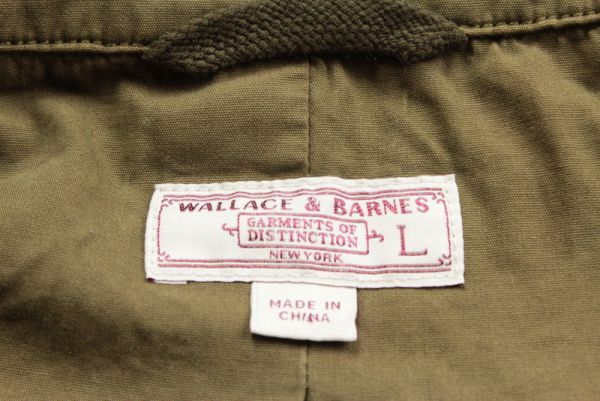 WALLACE & BARNES
GARMENTS OF
DISTINCTION
NEW YORK
L
MADE IN
CHINA